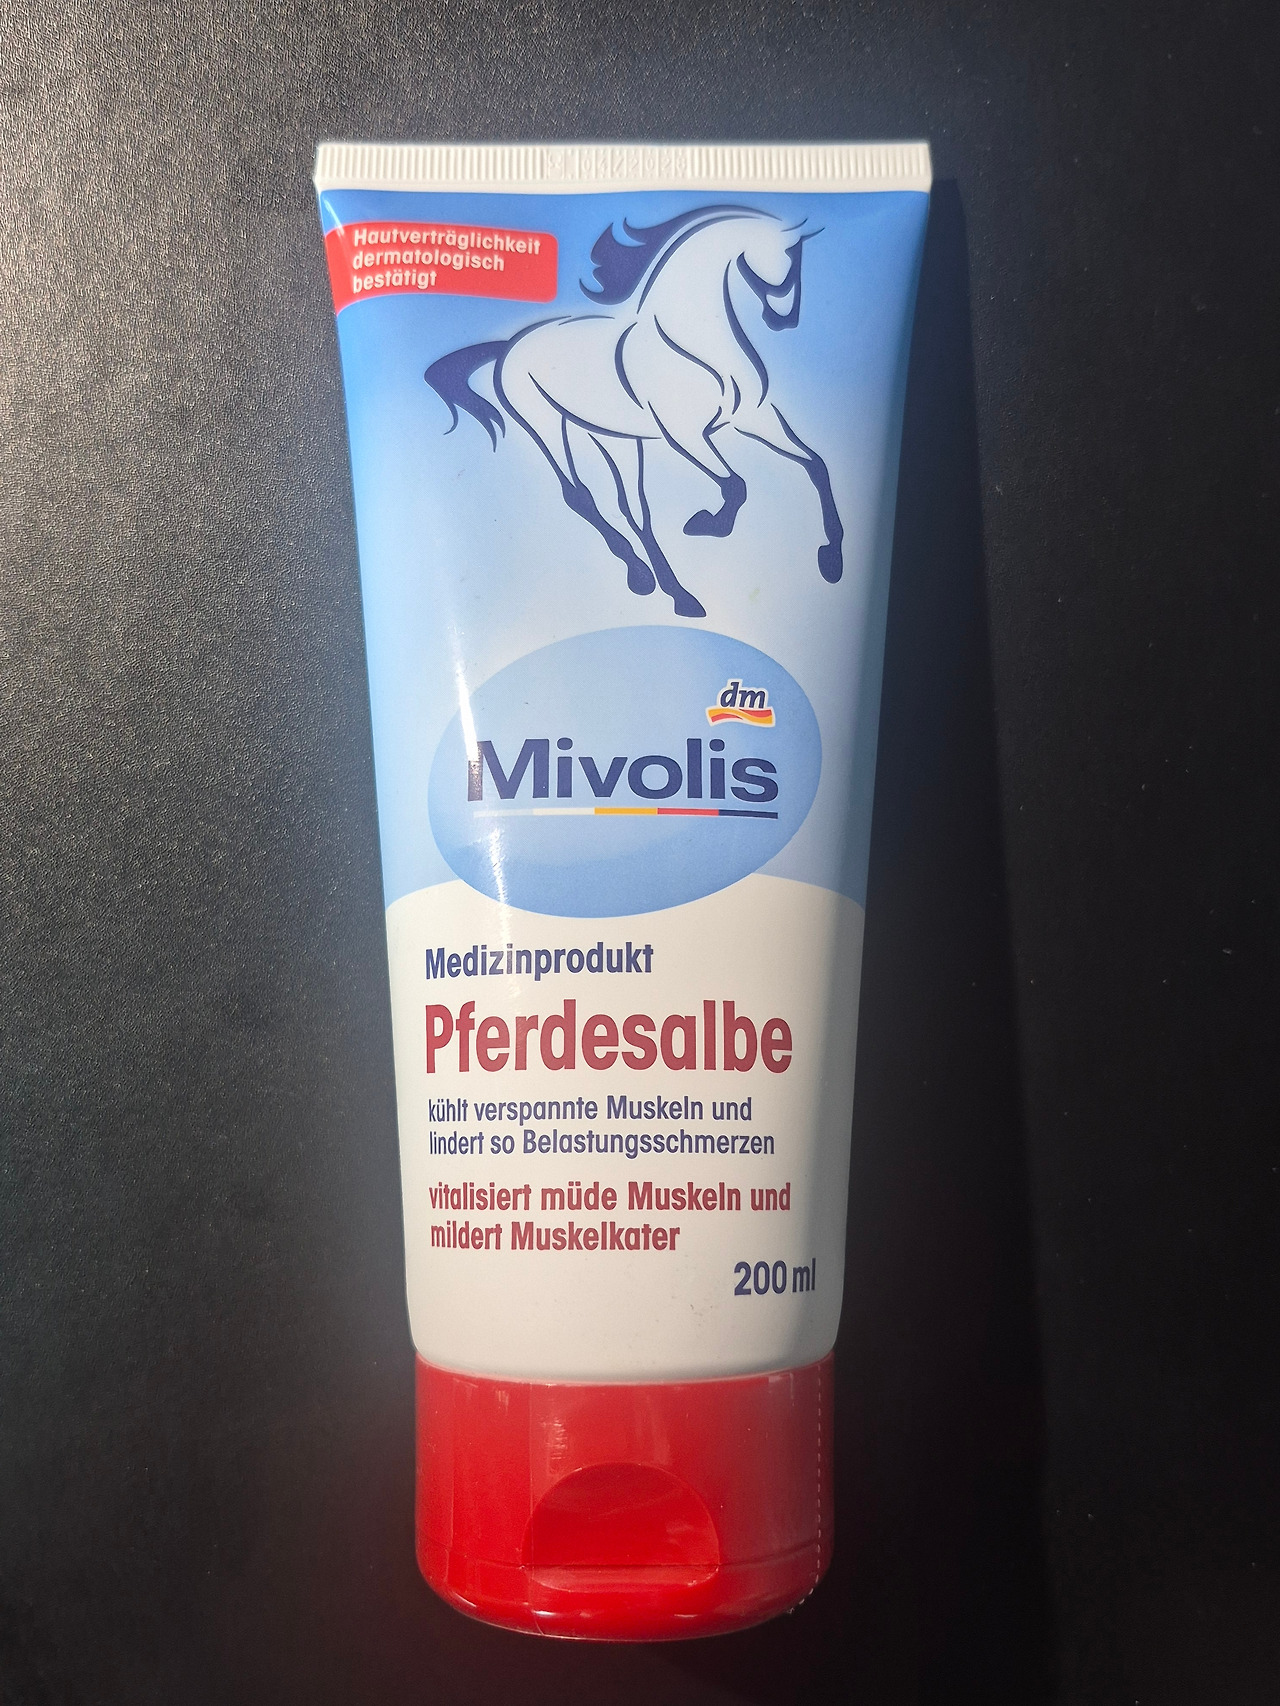 Hautverträglichkeit
dermatologisch
bestätigt
dm
Mivolis
Medizinprodukt
Pferdesalbe
kühlt verspannte Muskeln und
lindert so Belastungsschmerzen
vitalisiert müde Muskeln und
mildert Muskelkater
200 ml